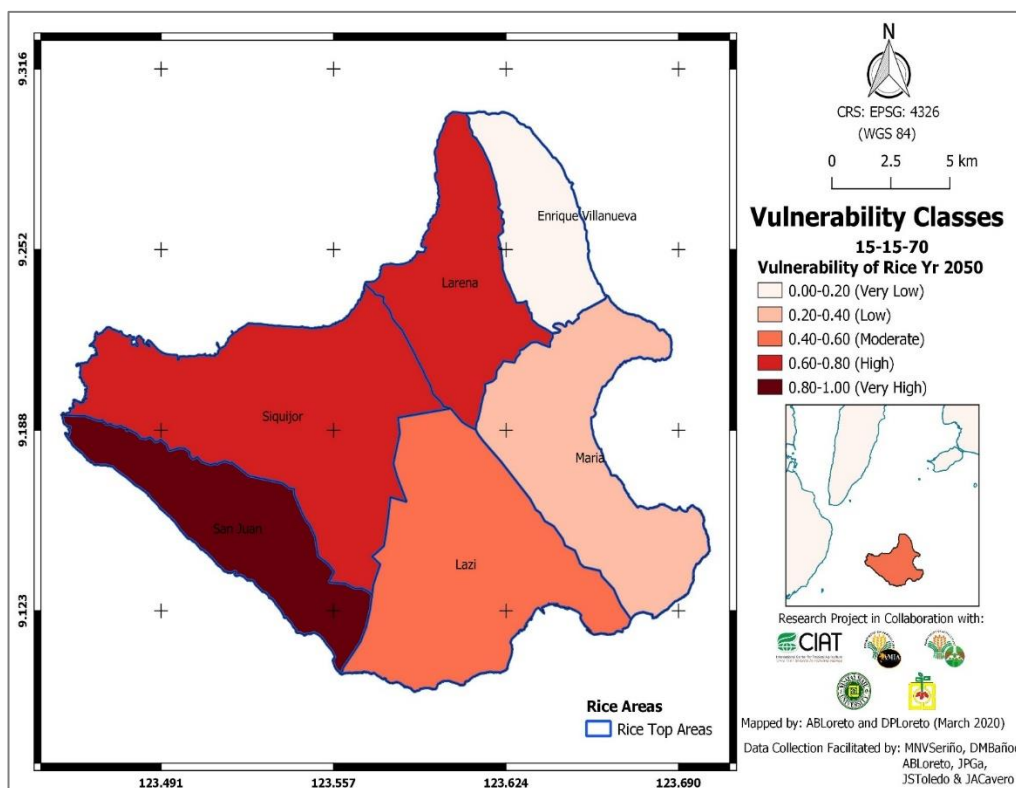 N
CRS: EPSG: 4326
(WGS 84)
0 2.5 5 km
Vulnerability Classes
15-15-70
Vulnerability of Rice Yr 2050
0.00-0.20 (Very Low)
0.20-0.40 (Low)
0.40-0.60 (Moderate)
0.60-0.80 (High)
0.80-1.00 (Very High)
9.316
9.252
9.188
9.123
Enrique Villanueva
Larena
Siquijor
Maria
San Juan
Lazi
Rice Areas
Rice Top Areas
123.491 123.557 123.624 123.690
Research Project in Collaboration with:
CIAT
AMIA
Mapped by: ABLoreto and DPLoreto (March 2020)
Data Collection Facilitated by: MNVSeriño, DMBañoc
ABLoreto, JPGa,
JSToledo & JACavero